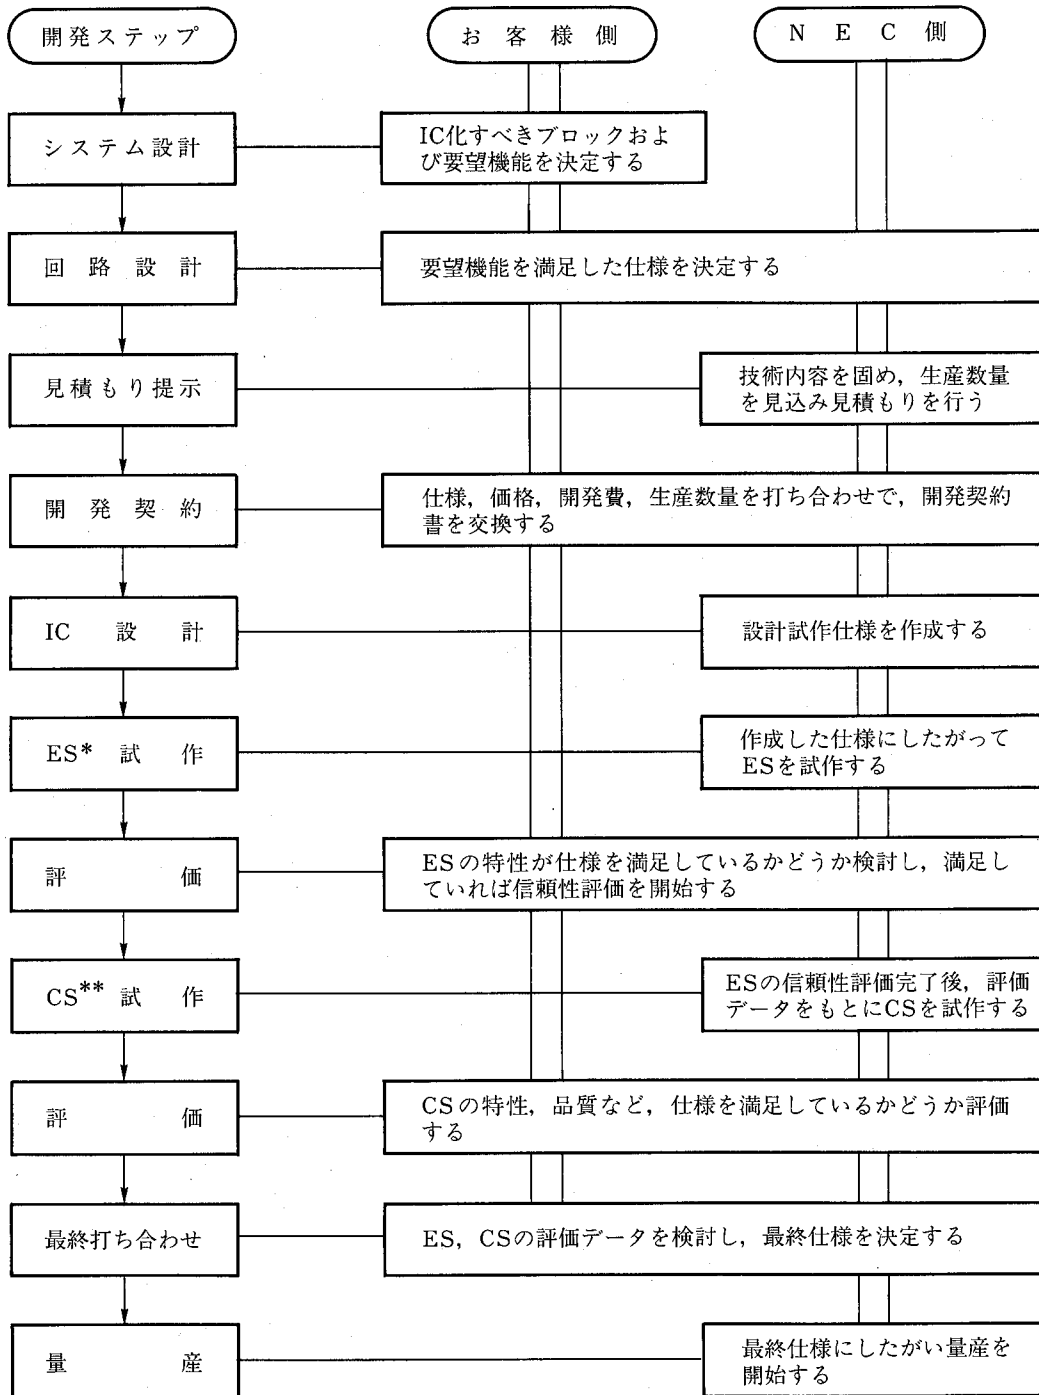 開発ステップ
お客様側
NEC側
システム設計
IC化すべきブロックおよ
び要望機能を決定する
回路設計
要望機能を満足した仕様を決定する
見積もり提示
技術内容を固め，生産数量
を見込み見積もりを行う
開発契約
仕様，価格，開発費，生産数量を打ち合わせで，開発契約
書を交換する
IC設計
設計試作仕様を作成する
ES*試作
作成した仕様にしたがって
ESを試作する
評価
ESの特性が仕様を満足しているかどうか検討し，満足し
ていれば信頼性評価を開始する
CS**試作
ESの信頼性評価完了後，評価
データをもとにCSを試作する
評価
CSの特性，品質など，仕様を満足しているかどうか評価
する
最終打ち合わせ
ES，CSの評価データを検討し，最終仕様を決定する
量産
最終仕様にしたがい量産を
開始する